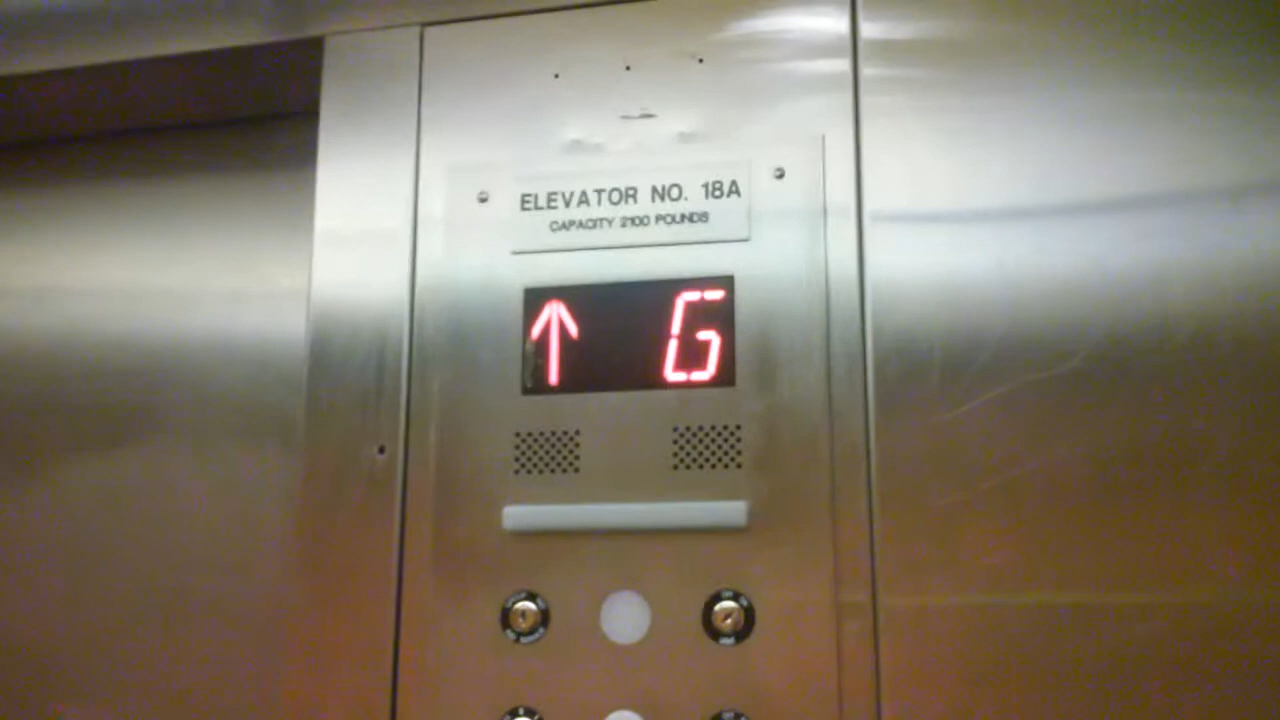 ELEVATOR NO. 18A
CAPACITY 2100 POUNDS
↑ G